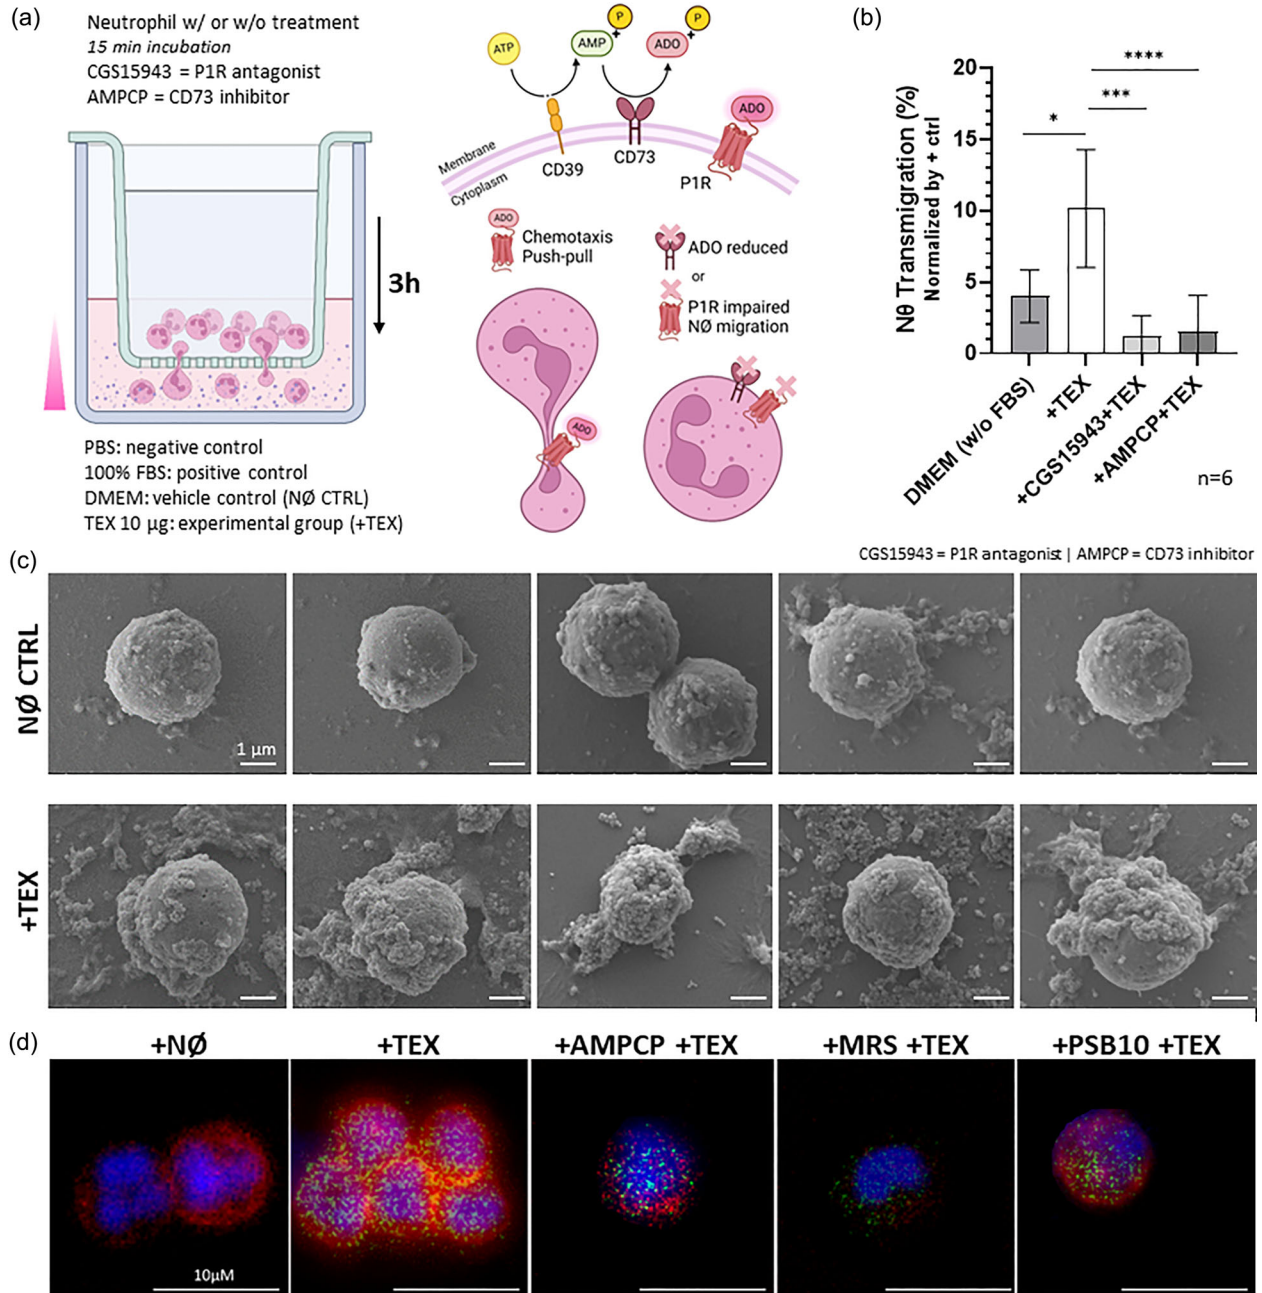 (a)
Neutrophil w/ or w/o treatment
15 min incubation
CGS15943 = P1R antagonist
AMPCP = CD73 inhibitor
3h
PBS: negative control
100% FBS: positive control
DMEM: vehicle control (NØ CTRL)
TEX 10 µg: experimental group (+TEX)
ATP
AMP
+
P
ADO
+
P
ADO
Membrane
Cytoplasm
CD39
CD73
P1R
ADO
Chemotaxis
Push-pull
ADO reduced
or
P1R impaired
NØ migration
ADO
(b)
Nθ Transmigration (%)
Normalized by + ctrl
20
15
10
5
0
*
***
****
DMEM (w/o FBS)
+TEX
+CGS15943+TEX
+AMPCP+TEX
n=6
CGS15943 = P1R antagonist | AMPCP = CD73 inhibitor
(c)
NØ CTRL
1 µm
+TEX
(d)
+NØ
+TEX
+AMPCP +TEX
+MRS +TEX
+PSB10 +TEX
10µM